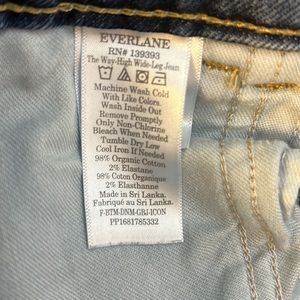 EVERLANE
RN# 139393
The Way-High Wide-Leg Jean
Machine Wash Cold
With Like Colors.
Wash Inside Out
Remove Promptly
Only Non-Chlorine
Bleach When Needed
Tumble Dry Low
Cool Iron If Needed
98% Organic Cotton
2% Elastane
98% Coton Organique
2% Elasthanne
Made in Sri Lanka.
Fabriqué au Sri Lanka.
F-BTM-DNM-GBJ-ICON
PP1681785332